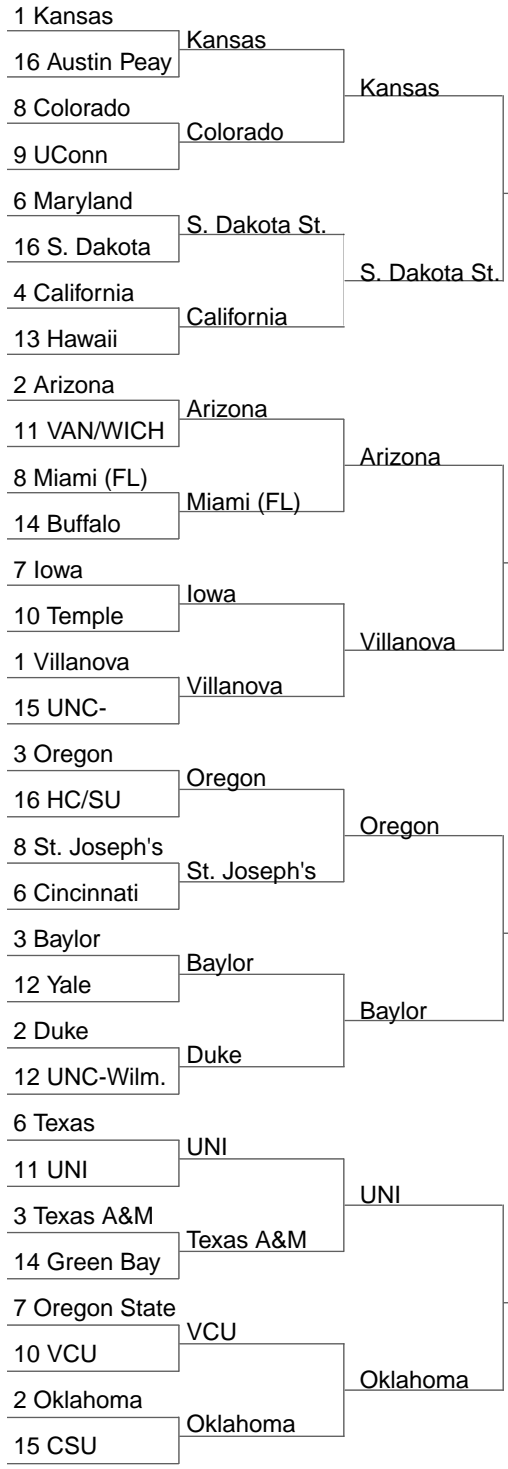 1 Kansas
16 Austin Peay
8 Colorado
9 UConn
6 Maryland
16 S. Dakota
4 California
13 Hawaii
2 Arizona
11 VAN/WICH
8 Miami (FL)
14 Buffalo
7 Iowa
10 Temple
1 Villanova
15 UNC-
3 Oregon
16 HC/SU
8 St. Joseph's
6 Cincinnati
3 Baylor
12 Yale
2 Duke
12 UNC-Wilm.
6 Texas
11 UNI
3 Texas A&M
14 Green Bay
7 Oregon State
10 VCU
2 Oklahoma
15 CSU
Kansas
Colorado
S. Dakota St.
California
Arizona
Miami (FL)
Iowa
Villanova
Oregon
St. Joseph's
Baylor
Duke
UNI
Texas A&M
VCU
Oklahoma
Kansas
S. Dakota St.
Arizona
Villanova
Oregon
Baylor
UNI
Oklahoma